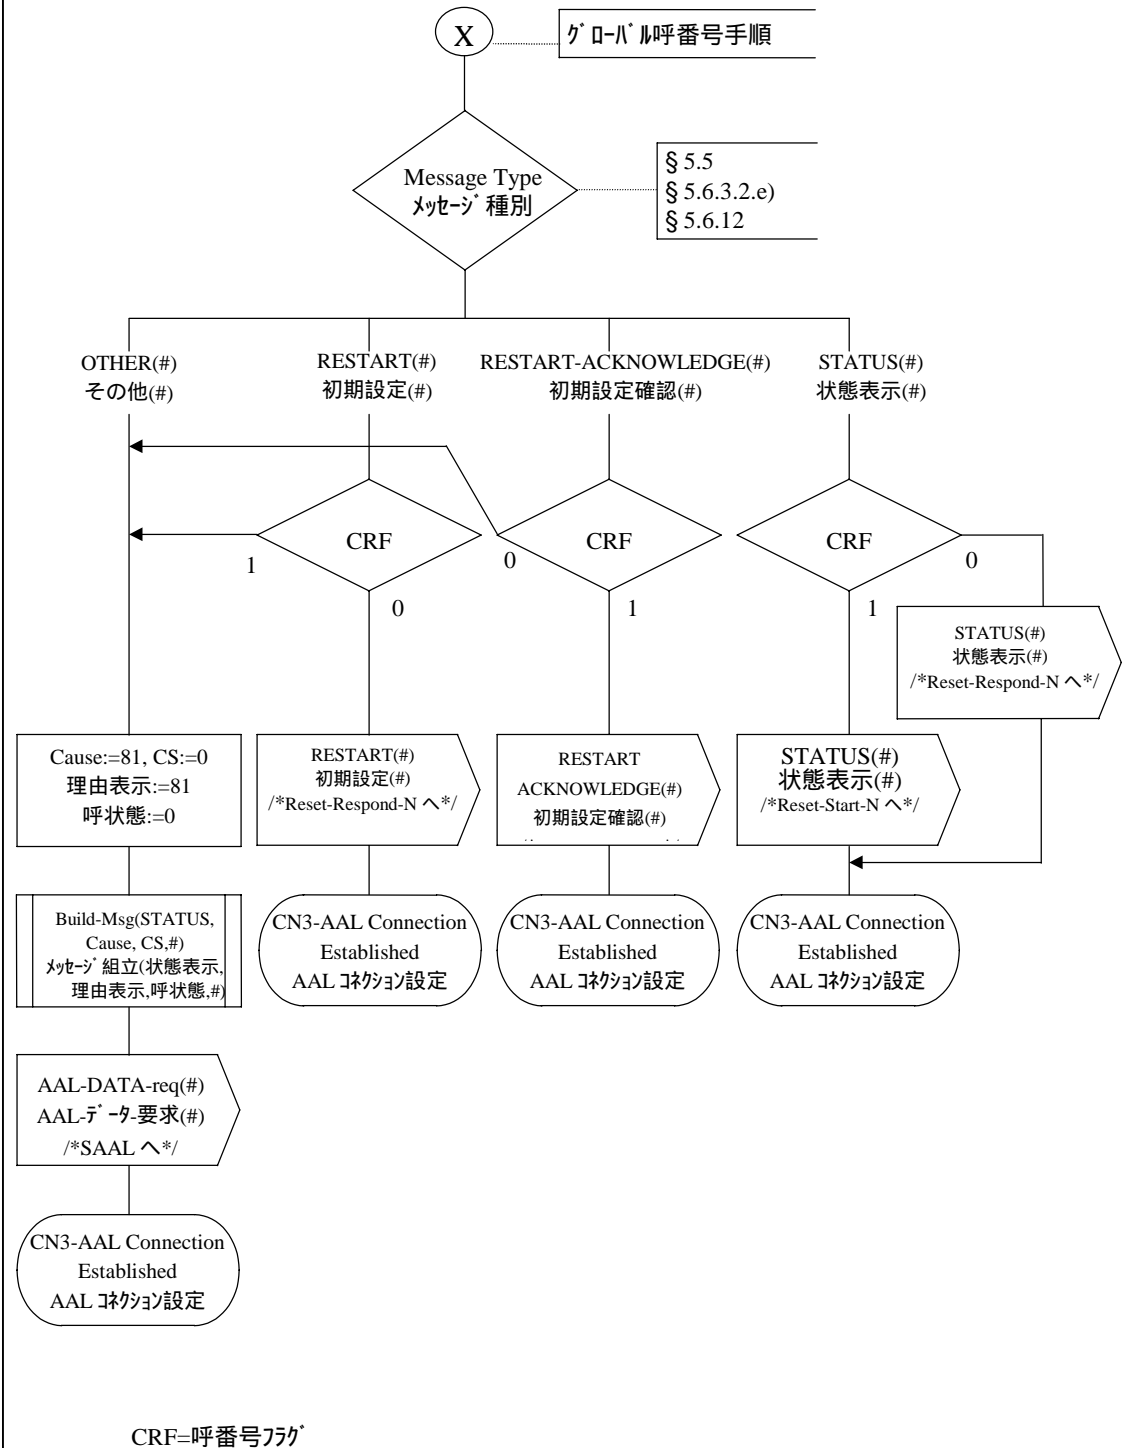 X
グローバル呼番号手順
Message Type
メッセージ種別
§ 5.5
§ 5.6.3.2.e)
§ 5.6.12
OTHER(#)
その他(#)
RESTART(#)
初期設定(#)
RESTART-ACKNOWLEDGE(#)
初期設定確認(#)
STATUS(#)
状態表示(#)
CRF
1
0
CRF
0
1
CRF
0
1
STATUS(#)
状態表示(#)
/*Reset-Respond-N へ*/
Cause:=81, CS:=0
理由表示:=81
呼状態:=0
RESTART(#)
初期設定(#)
/*Reset-Respond-N へ*/
RESTART
ACKNOWLEDGE(#)
初期設定確認(#)
STATUS(#)
状態表示(#)
/*Reset-Start-N へ*/
Build-Msg(STATUS,
Cause, CS,#)
メッセージ組立(状態表示,
理由表示,呼状態,#)
CN3-AAL Connection
Established
AAL コネクション設定
CN3-AAL Connection
Established
AAL コネクション設定
CN3-AAL Connection
Established
AAL コネクション設定
AAL-DATA-req(#)
AAL-データ-要求(#)
/*SAAL へ*/
CN3-AAL Connection
Established
AAL コネクション設定
CRF=呼番号フラグ